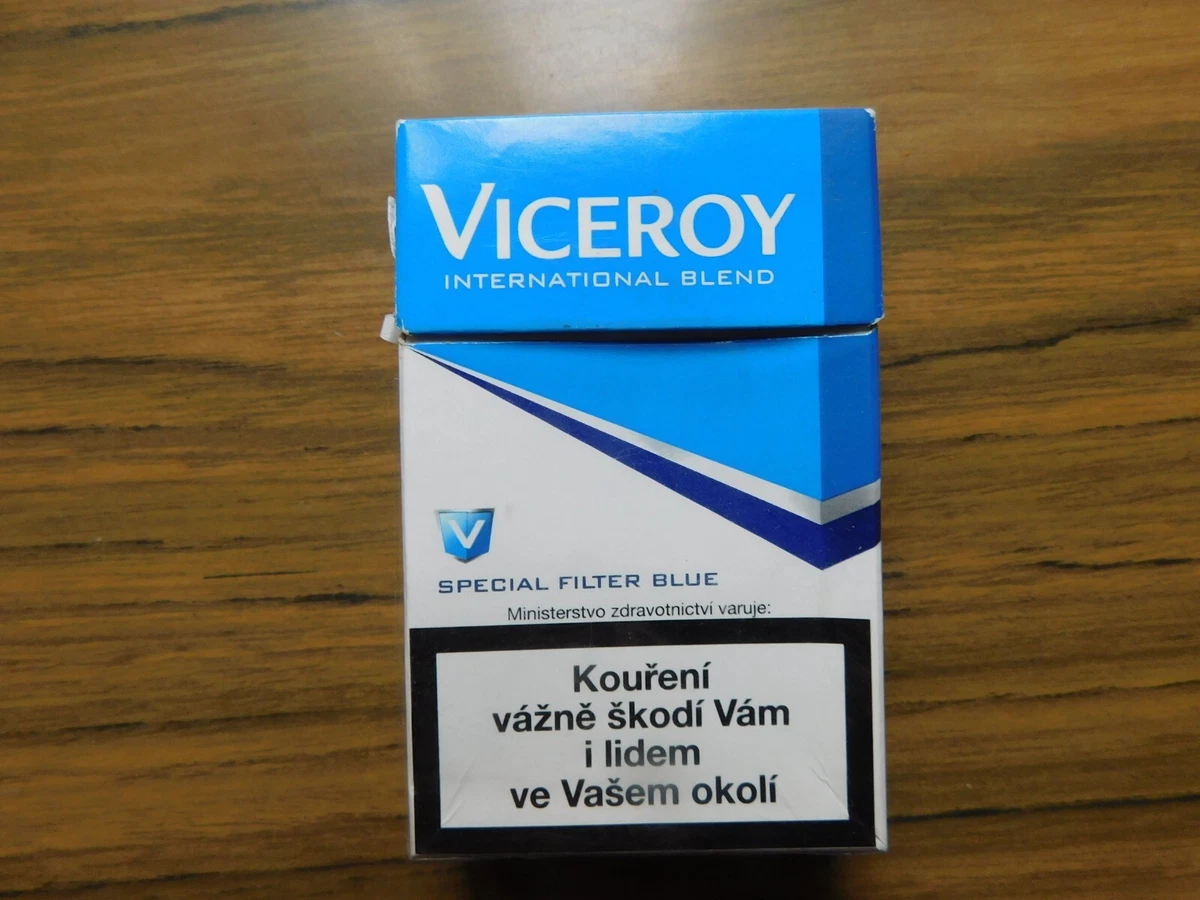 VICEROY
INTERNATIONAL BLEND
V
SPECIAL FILTER BLUE
Ministerstvo zdravotnictví varuje:
Kouření
vážně škodí Vám
i lidem
ve Vašem okolí